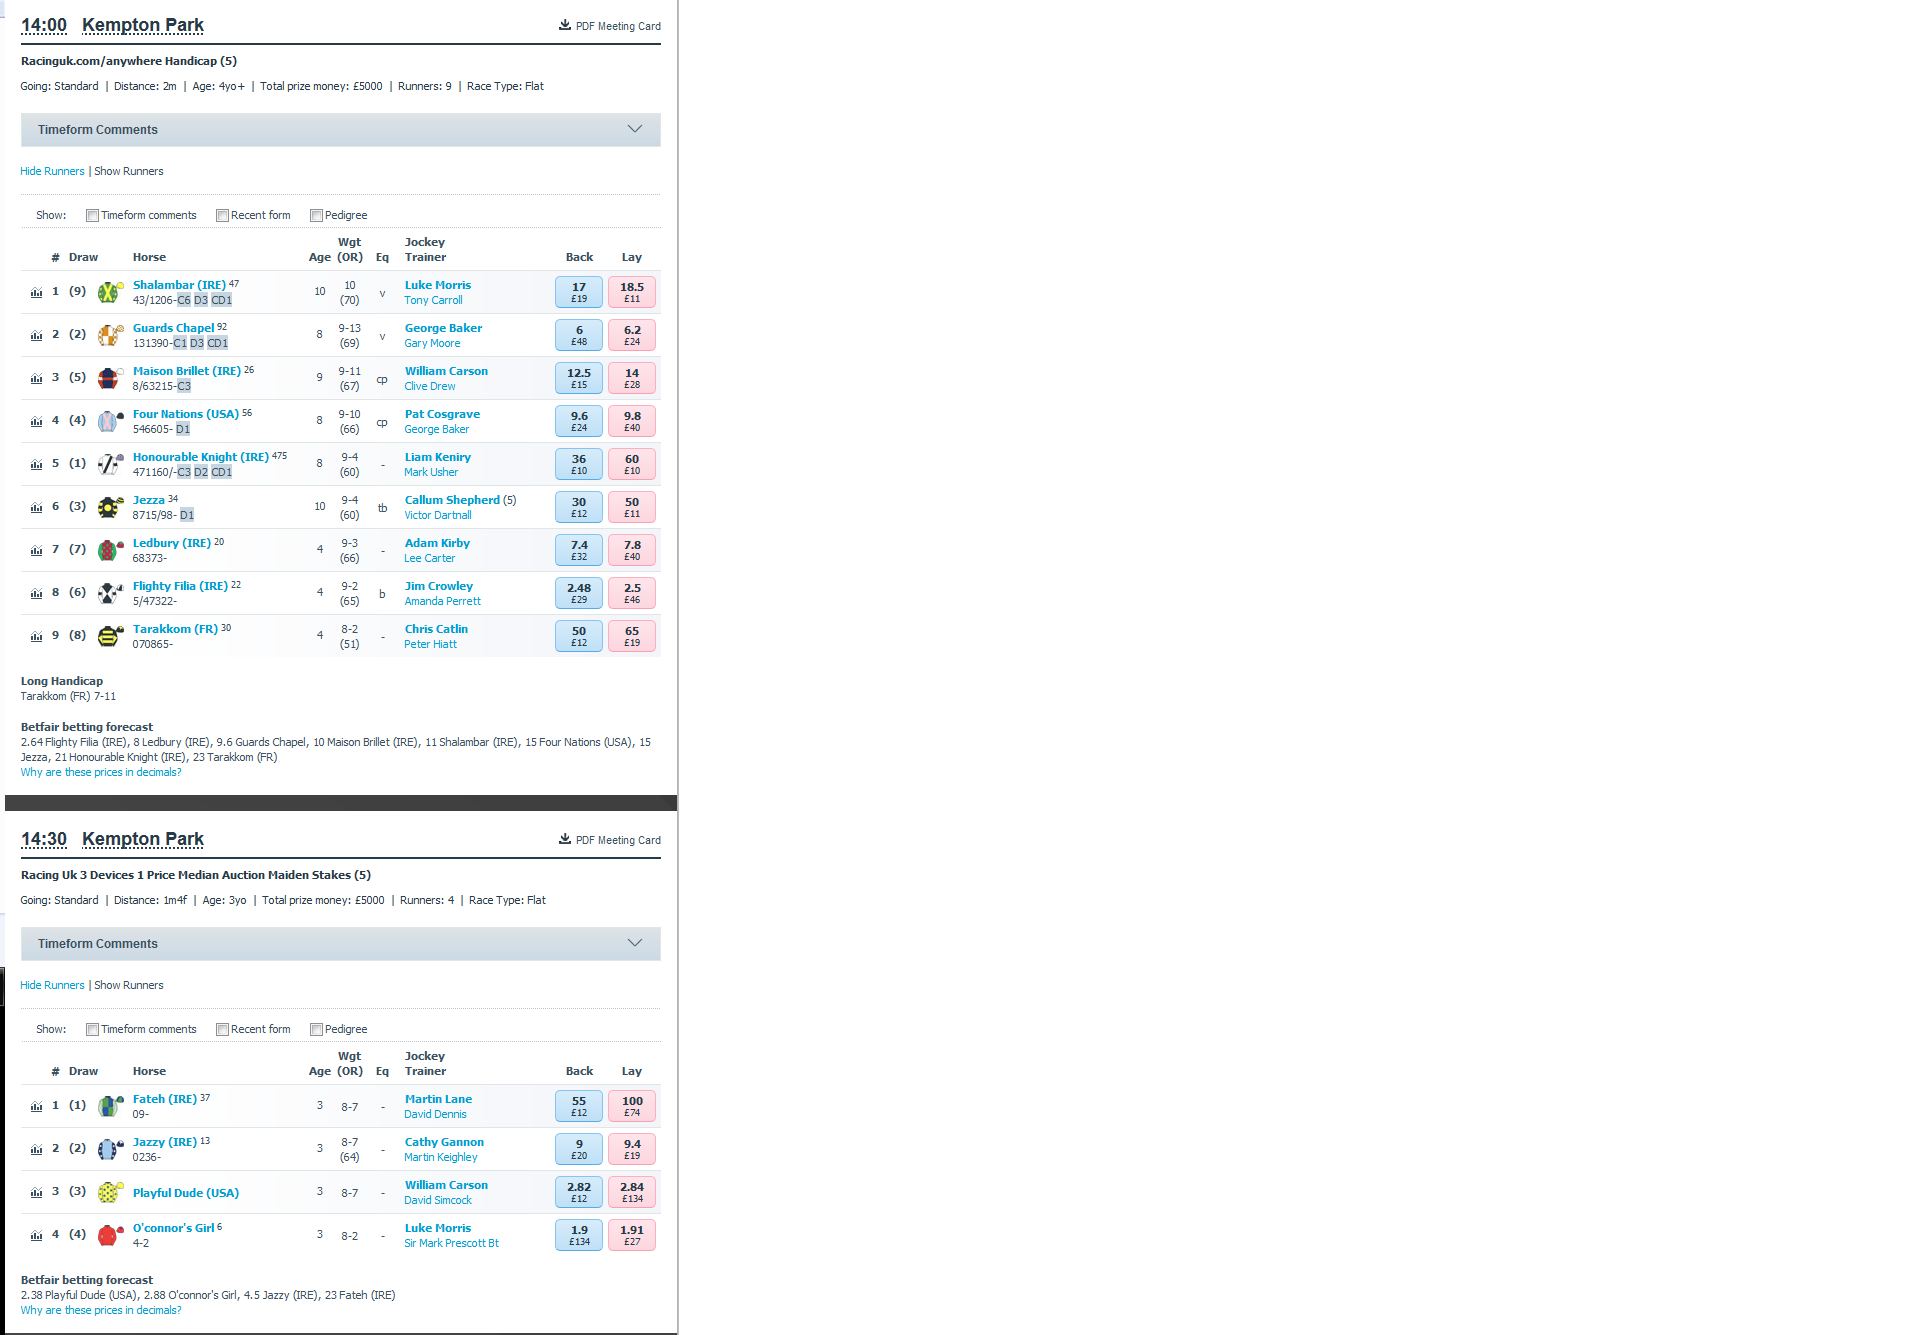 14:00 Kempton Park PDF Meeting Card
Racinguk.com/anywhere Handicap (5)
Going: Standard | Distance: 2m | Age: 4yo+ | Total prize money: £5000 | Runners: 9 | Race Type: Flat
Timeform Comments
Hide Runners | Show Runners
Show: Timeform comments Recent form Pedigree
Wgt Jockey
# Draw Horse Age (OR) Eq Trainer Back Lay
1 (9) Shalambar (IRE) 47 10 10 v Luke Morris 17 18.5
43/1206-C6 D3 CD1 (70) Tony Carroll £19 £11
2 (2) Guards Chapel 92 8 9-13 v George Baker 6 6.2
131390-C1 D3 CD1 (69) Gary Moore £48 £24
3 (5) Maison Brillet (IRE) 26 9 9-11 cp William Carson 12.5 14
8/63215-C3 (67) Clive Drew £15 £28
4 (4) Four Nations (USA) 56 8 9-10 cp Pat Cosgrave 9.6 9.8
546605- D1 (66) George Baker £24 £40
5 (1) Honourable Knight (IRE) 475 8 9-4 - Liam Keniry 36 60
471160/-C3 D2 CD1 (60) Mark Usher £10 £10
6 (3) Jezza 34 10 9-4 tb Callum Shepherd (5) 30 50
8715/98- D1 (60) Victor Dartnall £12 £11
7 (7) Ledbury (IRE) 20 4 9-3 - Adam Kirby 7.4 7.8
68373- (66) Lee Carter £32 £40
8 (6) Flighty Filia (IRE) 22 4 9-2 b Jim Crowley 2.48 2.5
5/47322- (65) Amanda Perrett £29 £46
9 (8) Tarakkom (FR) 30 4 8-2 - Chris Catlin 50 65
070865- (51) Peter Hiatt £12 £19
Long Handicap
Tarakkom (FR) 7-11
Betfair betting forecast
2.64 Flighty Filia (IRE), 8 Ledbury (IRE), 9.6 Guards Chapel, 10 Maison Brillet (IRE), 11 Shalambar (IRE), 15 Four Nations (USA), 15
Jezza, 21 Honourable Knight (IRE), 23 Tarakkom (FR)
Why are these prices in decimals?
14:30 Kempton Park PDF Meeting Card
Racing Uk 3 Devices 1 Price Median Auction Maiden Stakes (5)
Going: Standard | Distance: 1m4f | Age: 3yo | Total prize money: £5000 | Runners: 4 | Race Type: Flat
Timeform Comments
Hide Runners | Show Runners
Show: Timeform comments Recent form Pedigree
Wgt Jockey
# Draw Horse Age (OR) Eq Trainer Back Lay
1 (1) Fateh (IRE) 37 3 8-7 - Martin Lane 55 100
09- David Dennis £12 £74
2 (2) Jazzy (IRE) 13 3 8-7 - Cathy Gannon 9 9.4
0236- (64) Martin Keighley £20 £19
3 (3) Playful Dude (USA) 3 8-7 - William Carson 2.82 2.84
David Simcock £12 £134
4 (4) O'connor's Girl 6 3 8-2 - Luke Morris 1.9 1.91
4-2 Sir Mark Prescott Bt £134 £27
Betfair betting forecast
2.38 Playful Dude (USA), 2.88 O'connor's Girl, 4.5 Jazzy (IRE), 23 Fateh (IRE)
Why are these prices in decimals?